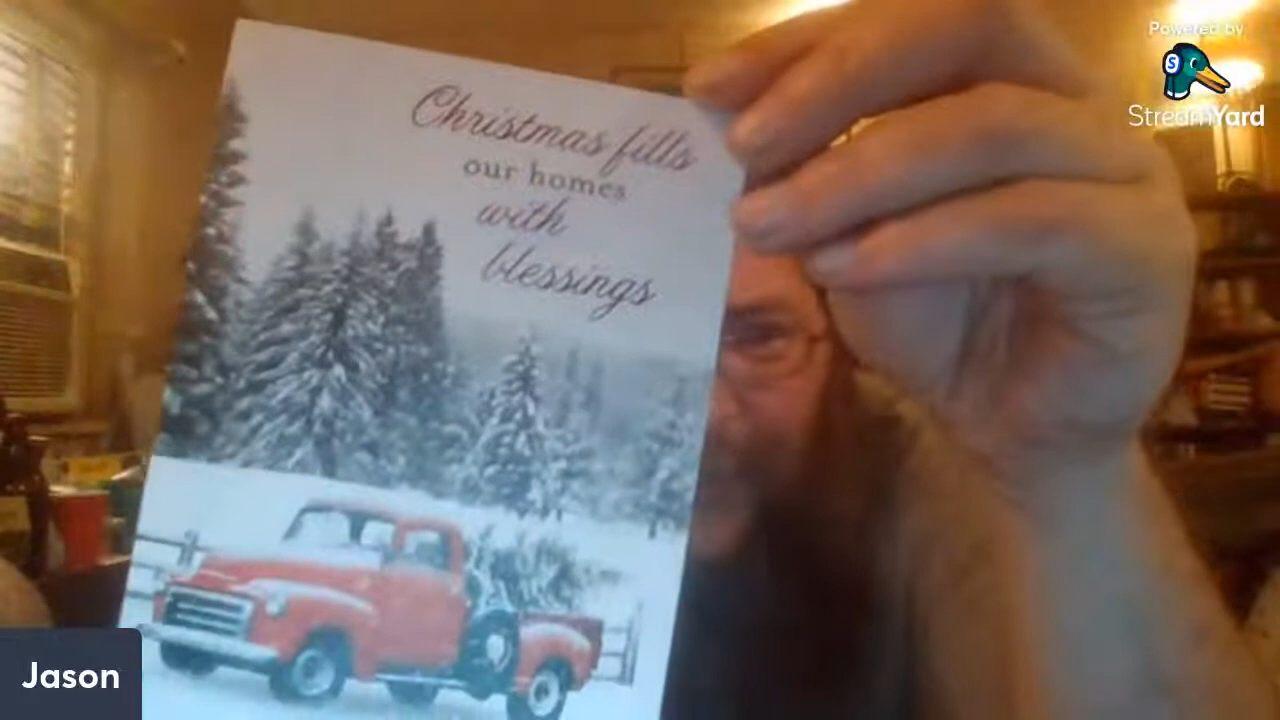 Christmas fills
our homes
with
blessings
Powered by
StreamYard
Jason